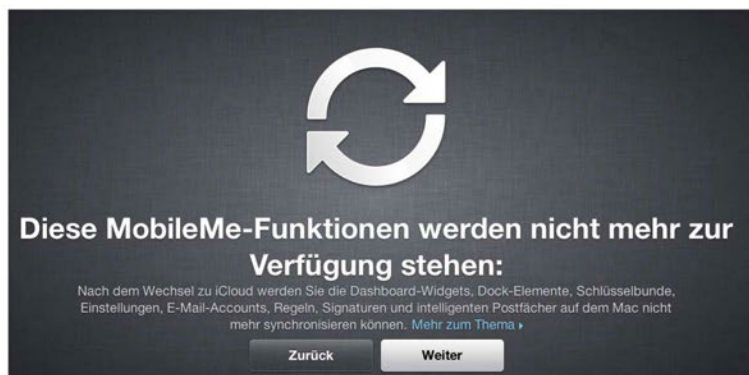 Diese MobileMe-Funktionen werden nicht mehr zur
Verfügung stehen:
Nach dem Wechsel zu iCloud werden Sie die Dashboard-Widgets, Dock-Elemente, Schlüsselbunde,
Einstellungen, E-Mail-Accounts, Regeln, Signaturen und intelligenten Postfächer auf dem Mac nicht
mehr synchronisieren können. Mehr zum Thema ▸
Zurück Weiter